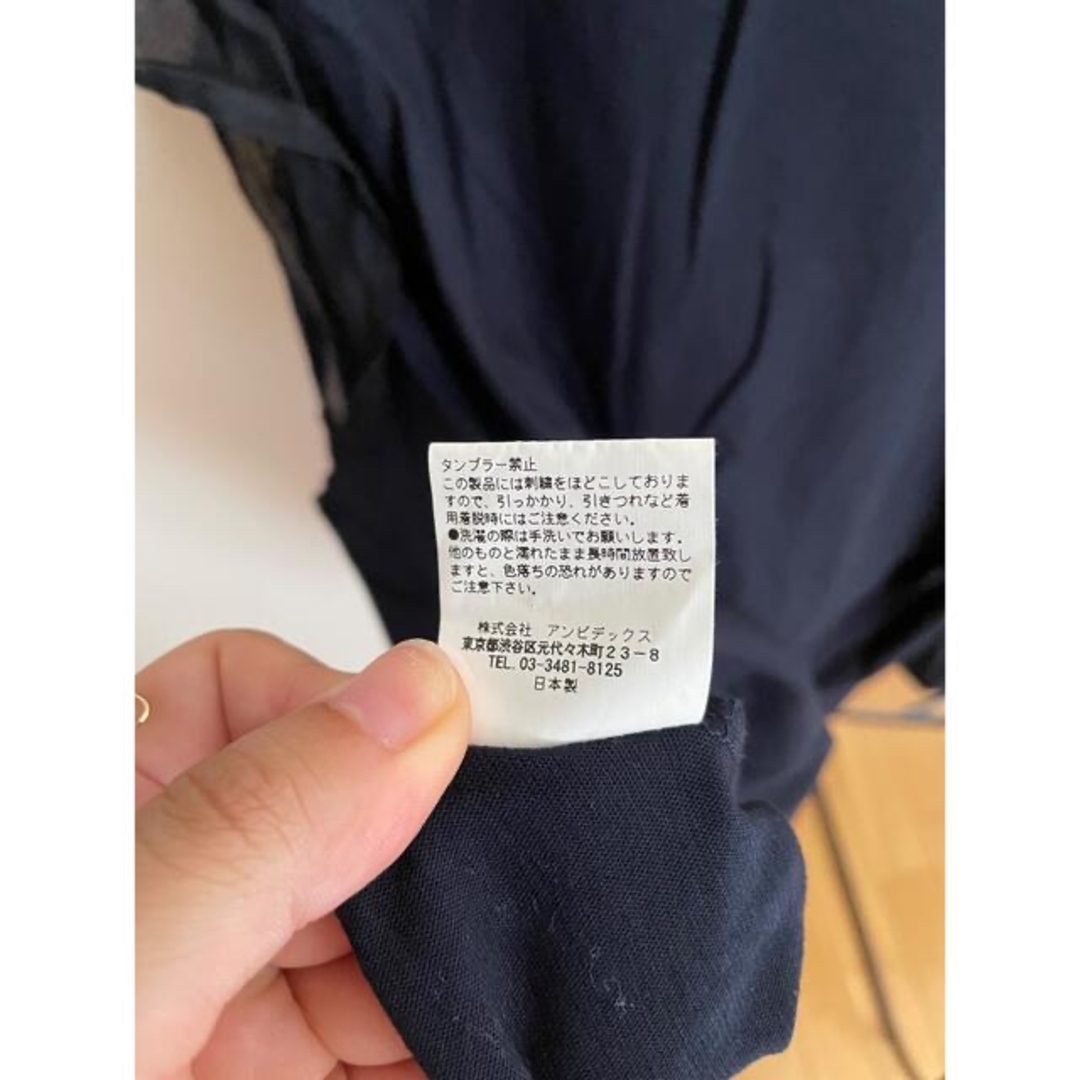 タンブラー禁止
この製品には刺繍をほどこしておりま
すので、引っかかり、引きつれなど着
用着脱時にはご注意ください。
●洗濯の際は手洗いでお願いします。
他のものと濡れたまま長時間放置致し
ますと、色落ちの恐れがありますので
ご注意下さい。
株式会社 アンビデックス
東京都渋谷区元代々木町23-8
TEL. 03-3481-8125
日本製